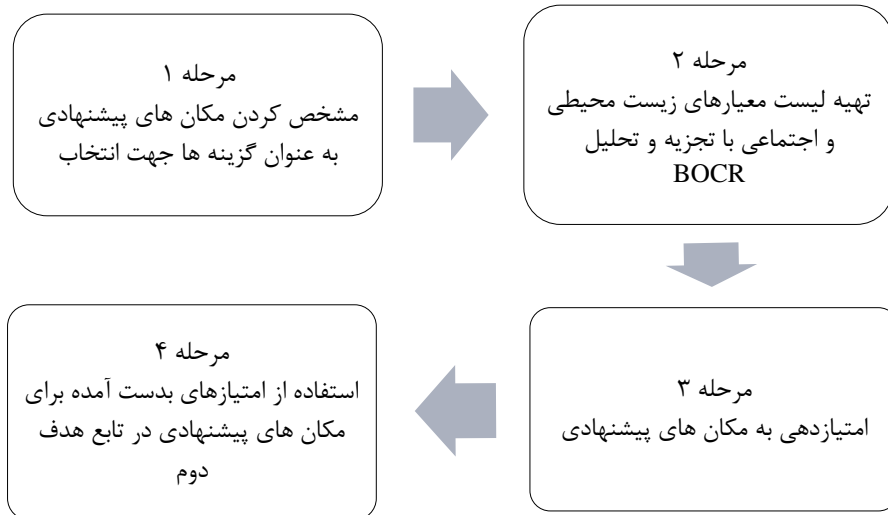 مرحله ۱
مشخص کردن مکان های پیشنهادی
به عنوان گزینه ها جهت انتخاب
مرحله ۲
تهیه لیست معیارهای زیست محیطی
و اجتماعی با تجزیه و تحلیل
BOCR
مرحله ۳
امتیازدهی به مکان های پیشنهادی
مرحله ۴
استفاده از امتیازهای بدست آمده برای
مکان های پیشنهادی در تابع هدف
دوم